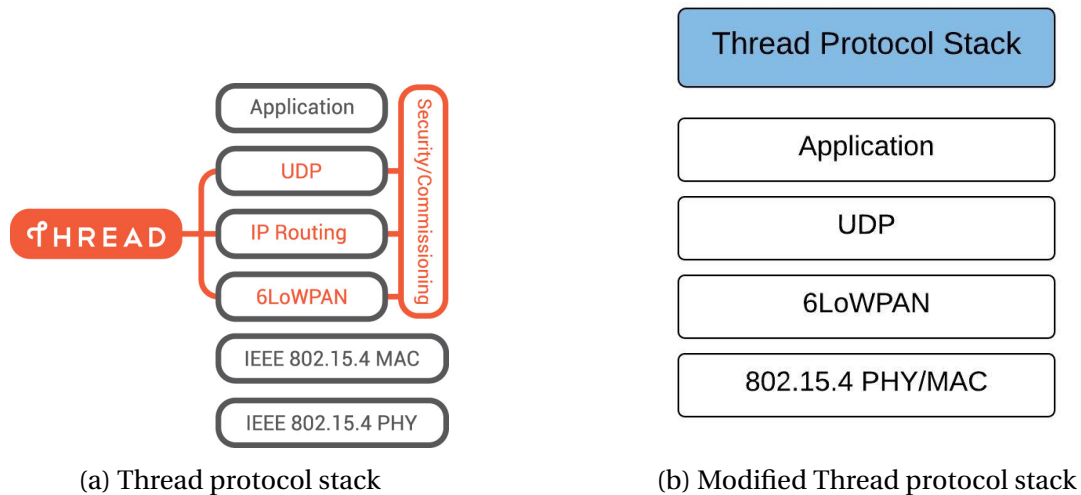 Application
UDP
IP Routing
6LoWPAN
Security/Commissioning
THREAD
IEEE 802.15.4 MAC
IEEE 802.15.4 PHY
(a) Thread protocol stack
Thread Protocol Stack
Application
UDP
6LoWPAN
802.15.4 PHY/MAC
(b) Modified Thread protocol stack